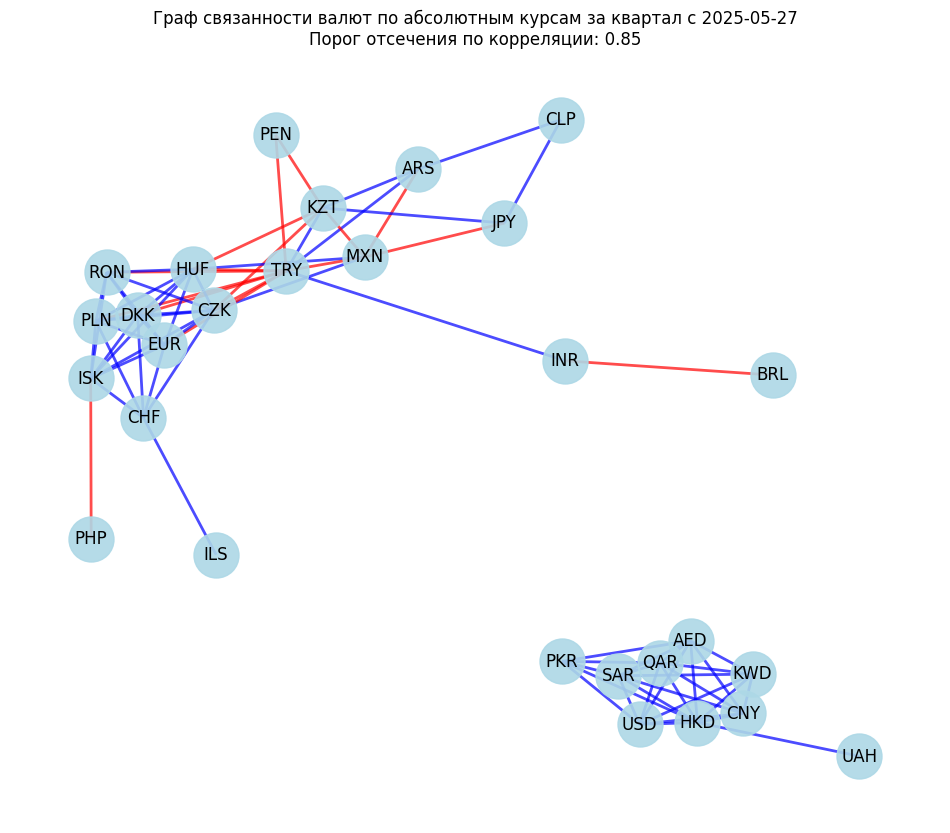 Граф связанности валют по абсолютным курсам за квартал с 2025-05-27
Порог отсечения по корреляции: 0.85
CLP
PEN
ARS
KZT
JPY
MXN
HUF
TRY
RON
CZK
DKK
PLN
EUR
INR
BRL
ISK
CHF
PHP
ILS
AED
PKR
QAR
KWD
SAR
CNY
HKD
USD
UAH